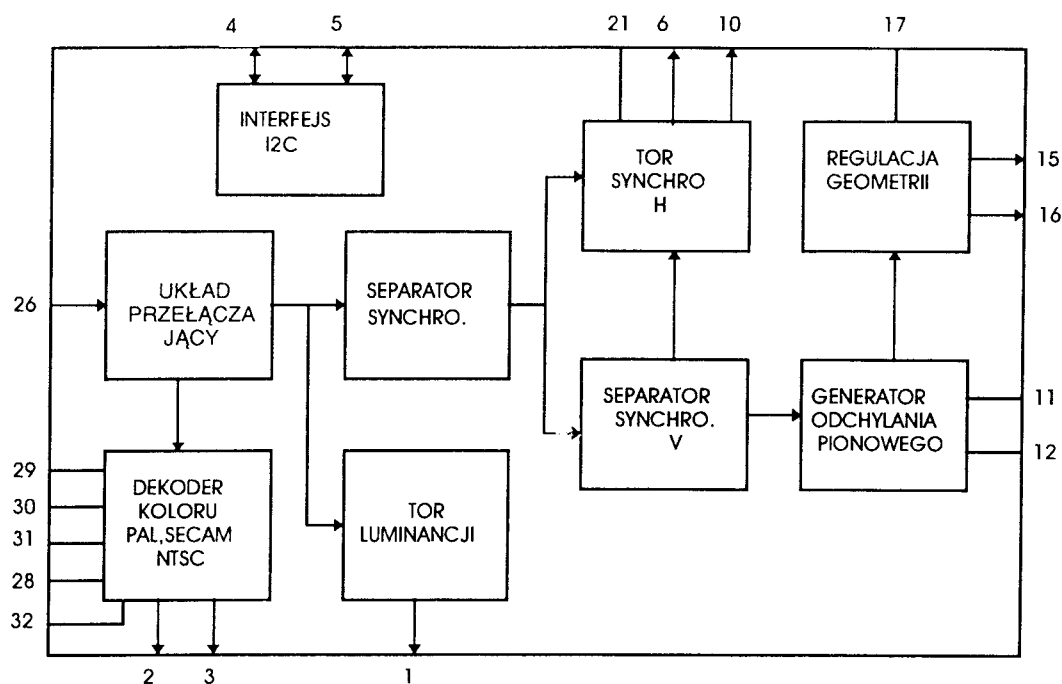 4 5 21 6 10 17
INTERFEJS
I2C
TOR
SYNCHRO
H
REGULACJA
GEOMETRII
15
16
26
UKŁAD
PRZEŁĄCZA
JĄCY
SEPARATOR
SYNCHRO.
SEPARATOR
SYNCHRO.
V
GENERATOR
ODCHYLANIA
PIONOWEGO
11
12
29
30
31
28
32
DEKODER
KOLORU
PAL,SECAM
NTSC
TOR
LUMINANCJI
2 3 1